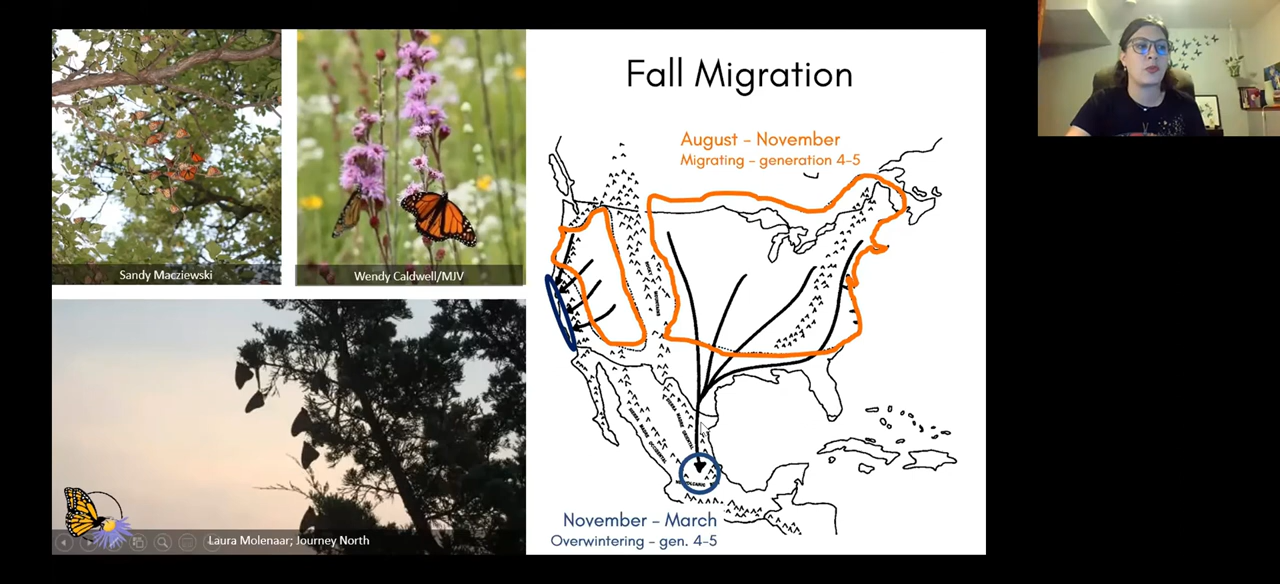 Fall Migration
August – November
Migrating - generation 4-5
Sandy Macziewski
Wendy Caldwell/MJV
Laura Molenaar; Journey North
November – March
Overwintering - gen. 4-5